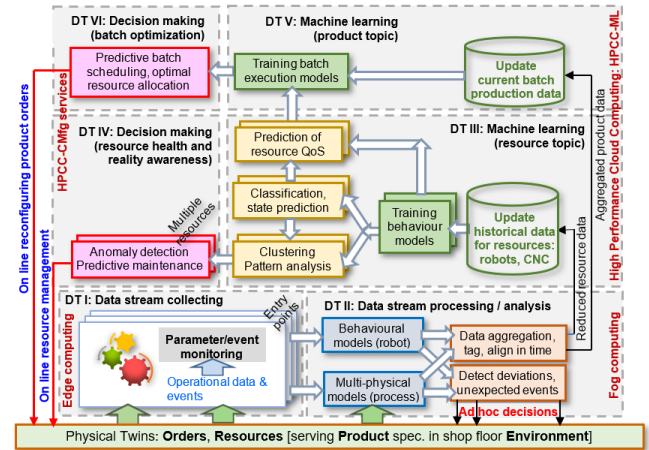 DT VI: Decision making
(batch optimization)
DT V: Machine learning
(product topic)
Predictive batch
scheduling, optimal
resource allocation
Training batch
execution models
Update
current batch
production data
HPCC-CMfg services
High Performance Cloud Computing: HPCC-ML
On line reconfiguring product orders
On line resource management
DT IV: Decision making
(resource health and
reality awareness)
DT III: Machine learning
(resource topic)
Prediction of
resource QoS
Classification,
state prediction
Clustering
Pattern analysis
Training
behaviour
models
Update
historical data
for resources:
robots, CNC
Multiple
resources
Anomaly detection
Predictive maintenance
Aggregated product data
Reduced resource data
DT I: Data stream collecting
Entry
points
Edge computing
Parameter/event
monitoring
Operational data &
events
DT II: Data stream processing / analysis
Behavioural
models (robot)
Multi-physical
models (process)
Data aggregation,
tag, align in time
Detect deviations,
unexpected events
Ad hoc decisions
Fog computing
Physical Twins: Orders, Resources [serving Product spec. in shop floor Environment]